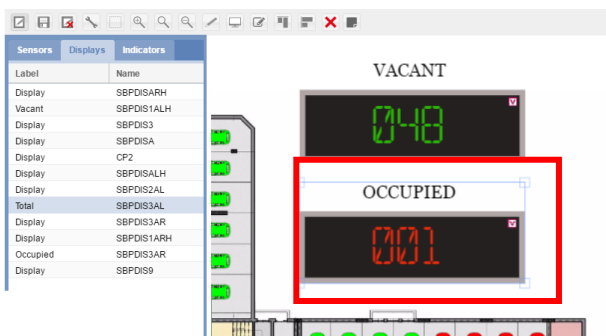 Sensors Displays Indicators
Label Name
Display SBPDISARH
Vacant SBPDIS1ALH
Display SBPDIS3
Display SBPDISA
Display CP2
Display SBPDISALH
Display SBPDIS2AL
Total SBPDIS3AL
Display SBPDIS3AR
Display SBPDIS1ARH
Occupied SBPDIS3AR
Display SBPDIS9
VACANT
V
048
OCCUPIED
V
001